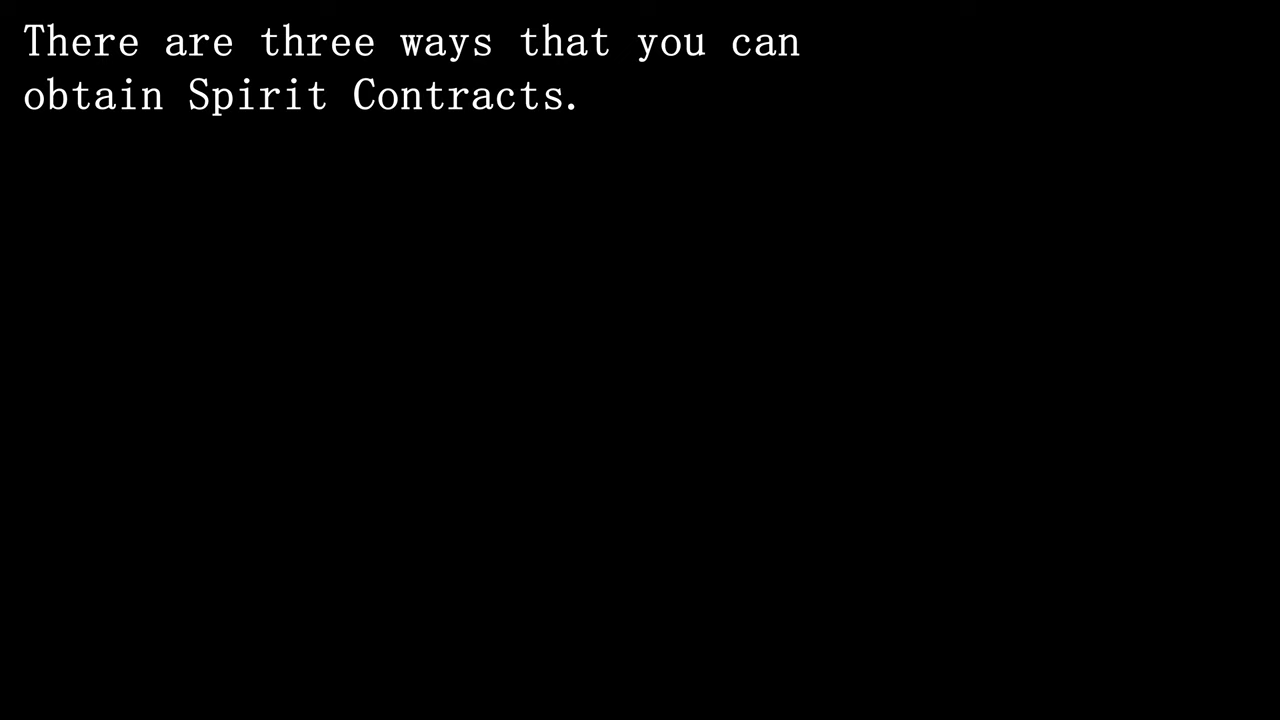 There are three ways that you can
obtain Spirit Contracts.